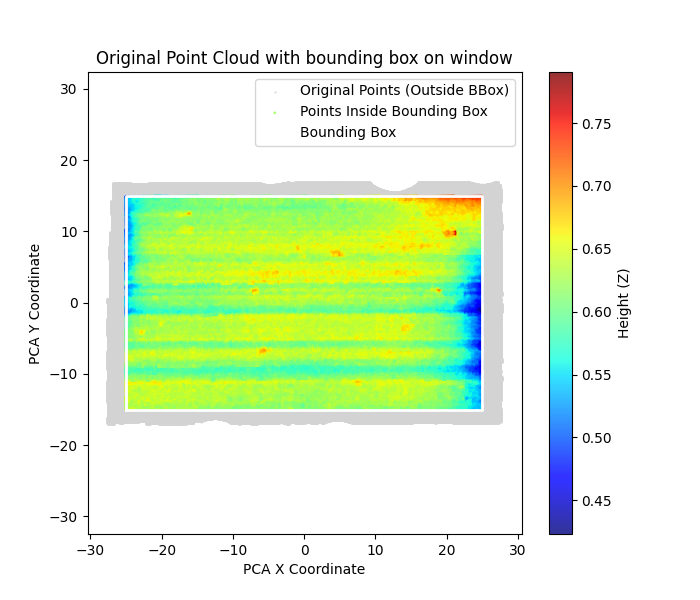 Original Point Cloud with bounding box on window
Original Points (Outside BBox)
Points Inside Bounding Box
Bounding Box
30
20
10
0
−10
−20
−30
PCA Y Coordinate
−30 −20 −10 0 10 20 30
PCA X Coordinate
0.75
0.70
0.65
0.60
0.55
0.50
0.45
Height (Z)